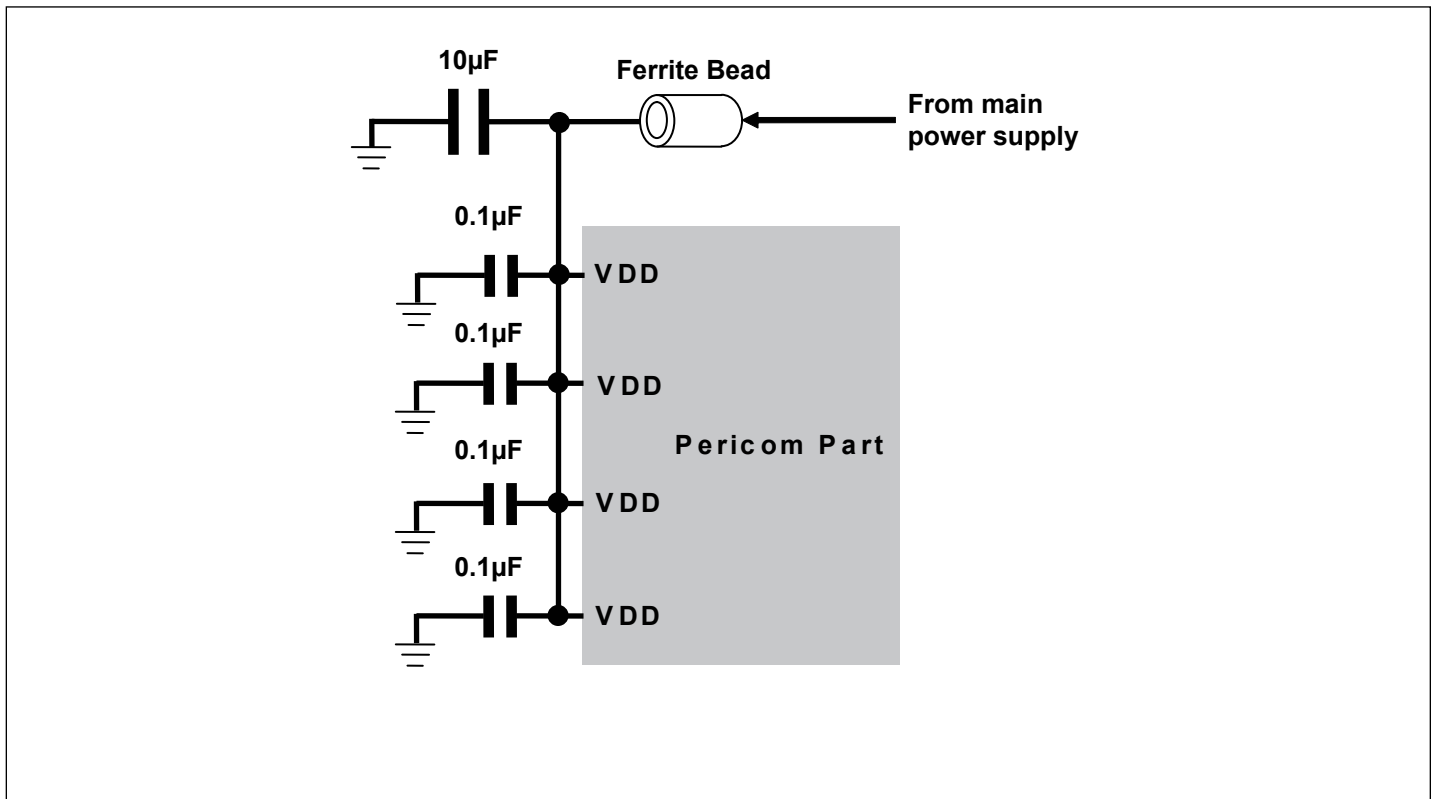 10µF
Ferrite Bead
From main
power supply
0.1µF
VDD
0.1µF
VDD
Pericom Part
0.1µF
VDD
0.1µF
VDD